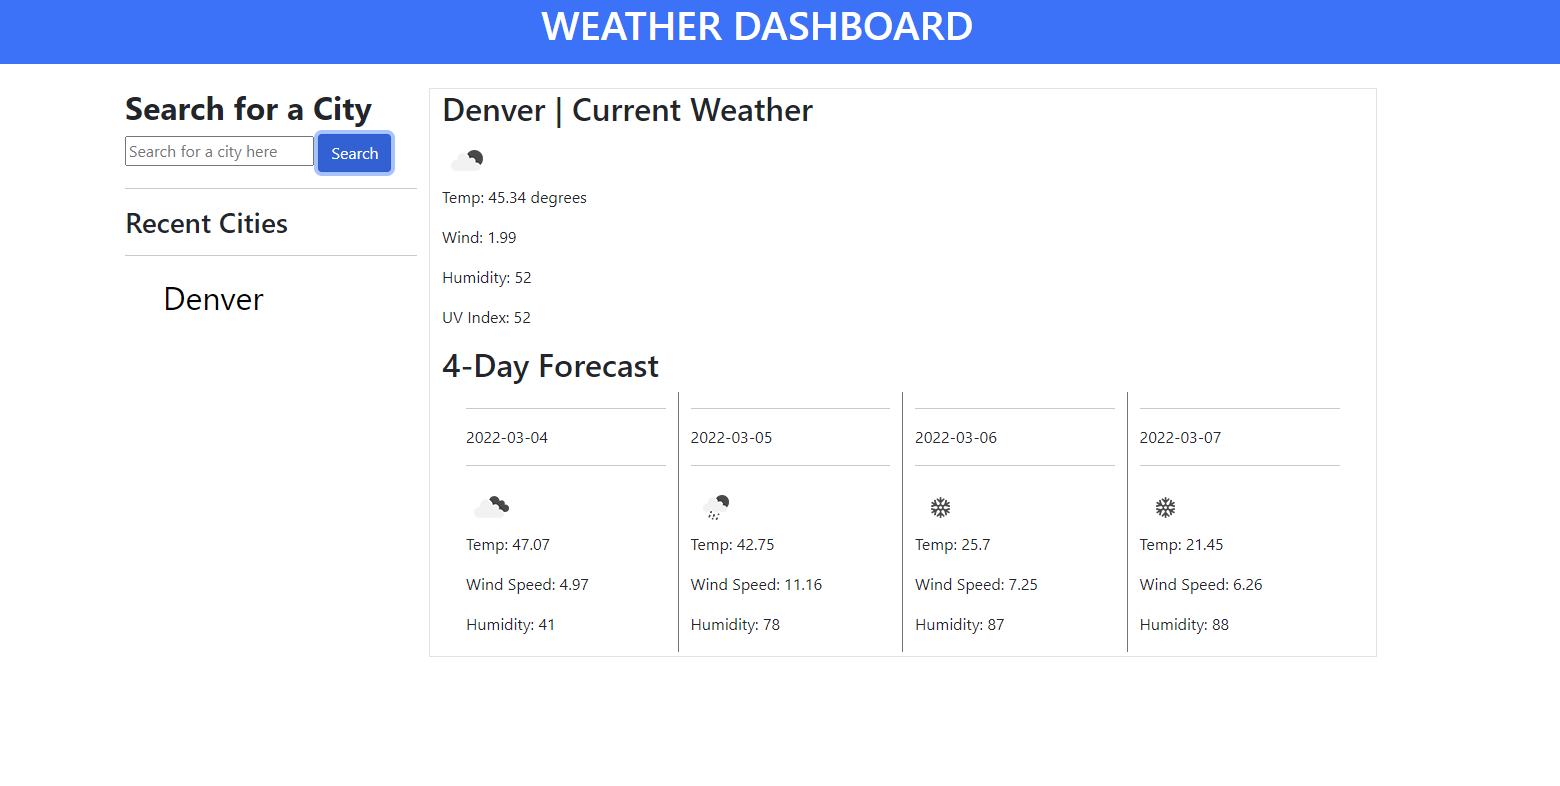 WEATHER DASHBOARD
Search for a City
Search for a city here
Search
Recent Cities
Denver
Denver | Current Weather
Temp: 45.34 degrees
Wind: 1.99
Humidity: 52
UV Index: 52
4-Day Forecast
2022-03-04
Temp: 47.07
Wind Speed: 4.97
Humidity: 41
2022-03-05
Temp: 42.75
Wind Speed: 11.16
Humidity: 78
2022-03-06
Temp: 25.7
Wind Speed: 7.25
Humidity: 87
2022-03-07
Temp: 21.45
Wind Speed: 6.26
Humidity: 88